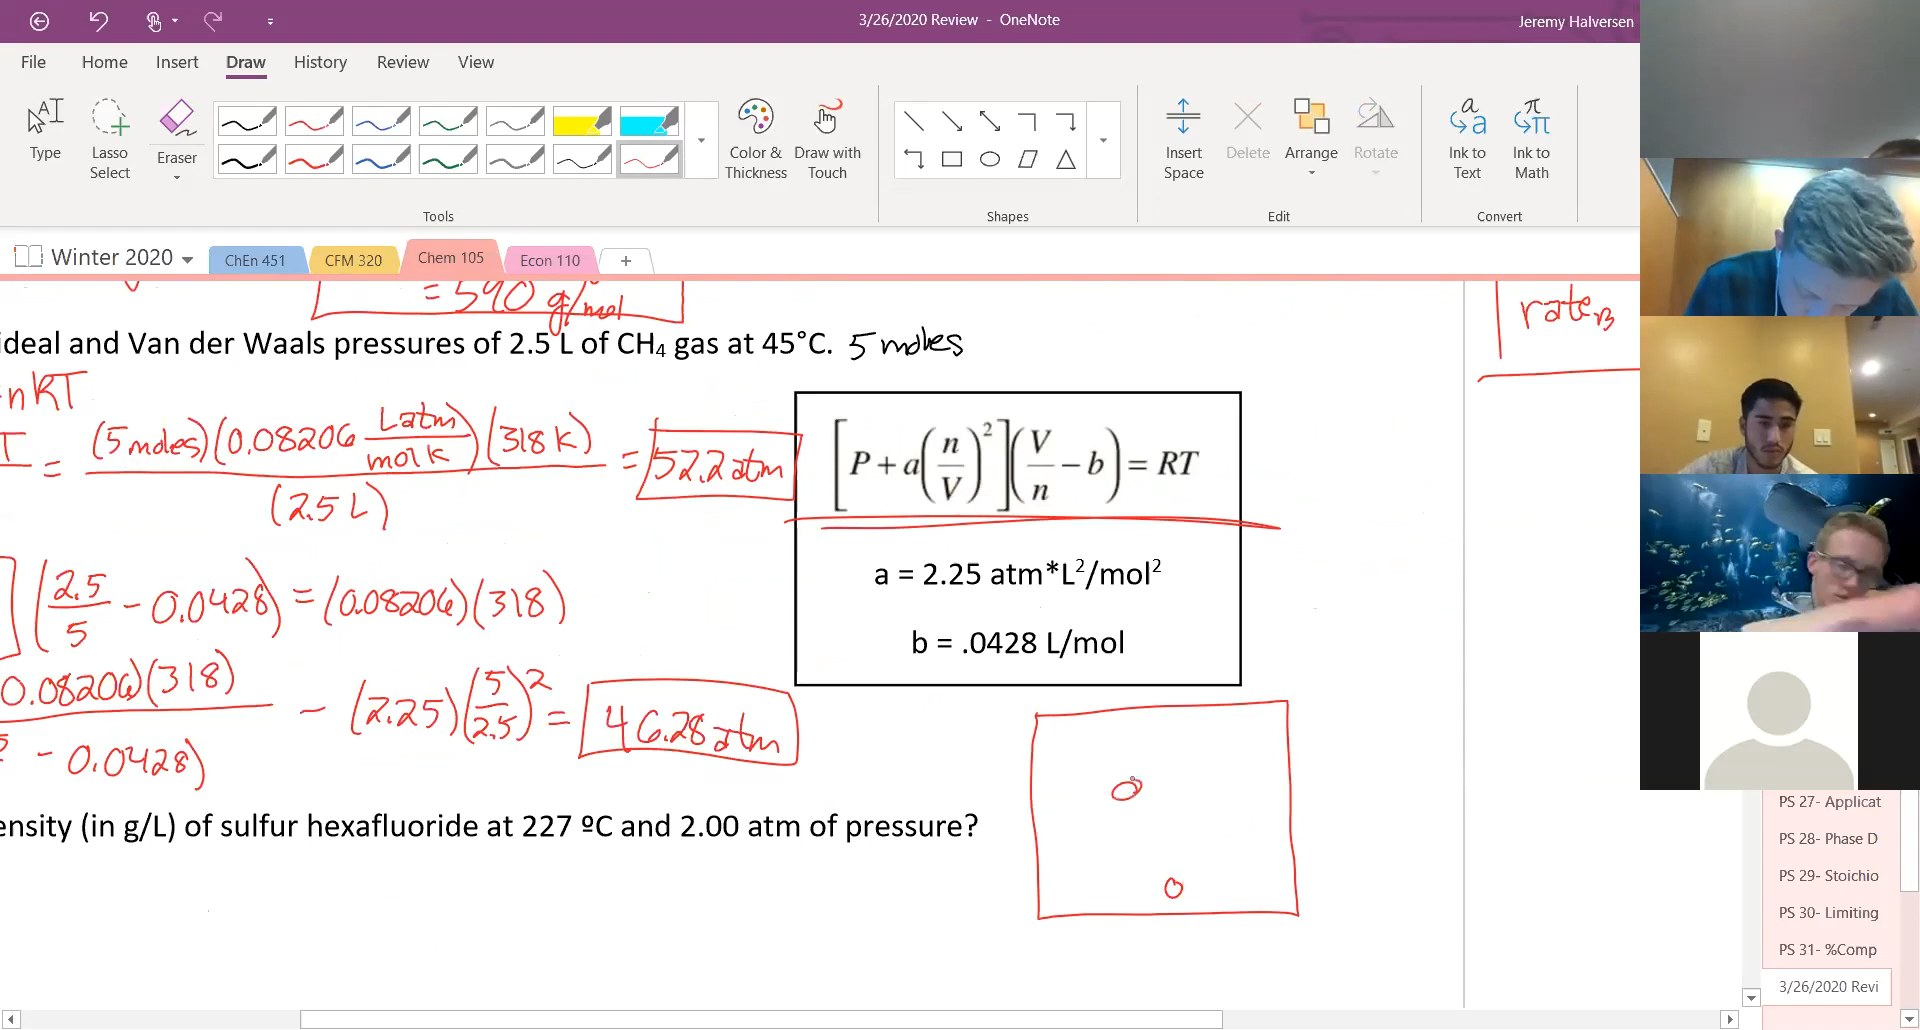 3/26/2020 Review - OneNote
Jeremy Halversen
File Home Insert Draw History Review View
Type
Lasso Select
Eraser
Color & Thickness
Draw with Touch
Insert Space
Delete
Arrange
Rotate
Ink to Text
Ink to Math
Tools
Shapes
Edit
Convert
Winter 2020
ChEn 451
CFM 320
Chem 105
Econ 110
+
= 590 g/mol
rate_B
ideal and Van der Waals pressures of 2.5 L of CH₄ gas at 45°C. 5 moles
nRT
T = (5 moles)(0.08206 L atm / mol K)(318 K) / (2.5 L) = 52.2 atm
[P + a(n/V)²](V/n − b) = RT
a = 2.25 atm*L²/mol²
b = .0428 L/mol
](2.5/5 - 0.0428) = (0.08206)(318)
0.08206)(318) / - 0.0428) - (2.25)(5/2.5)² = 46.28 atm
ensity (in g/L) of sulfur hexafluoride at 227 ºC and 2.00 atm of pressure?
PS 27- Applicat
PS 28- Phase D
PS 29- Stoichio
PS 30- Limiting
PS 31- %Comp
3/26/2020 Revi